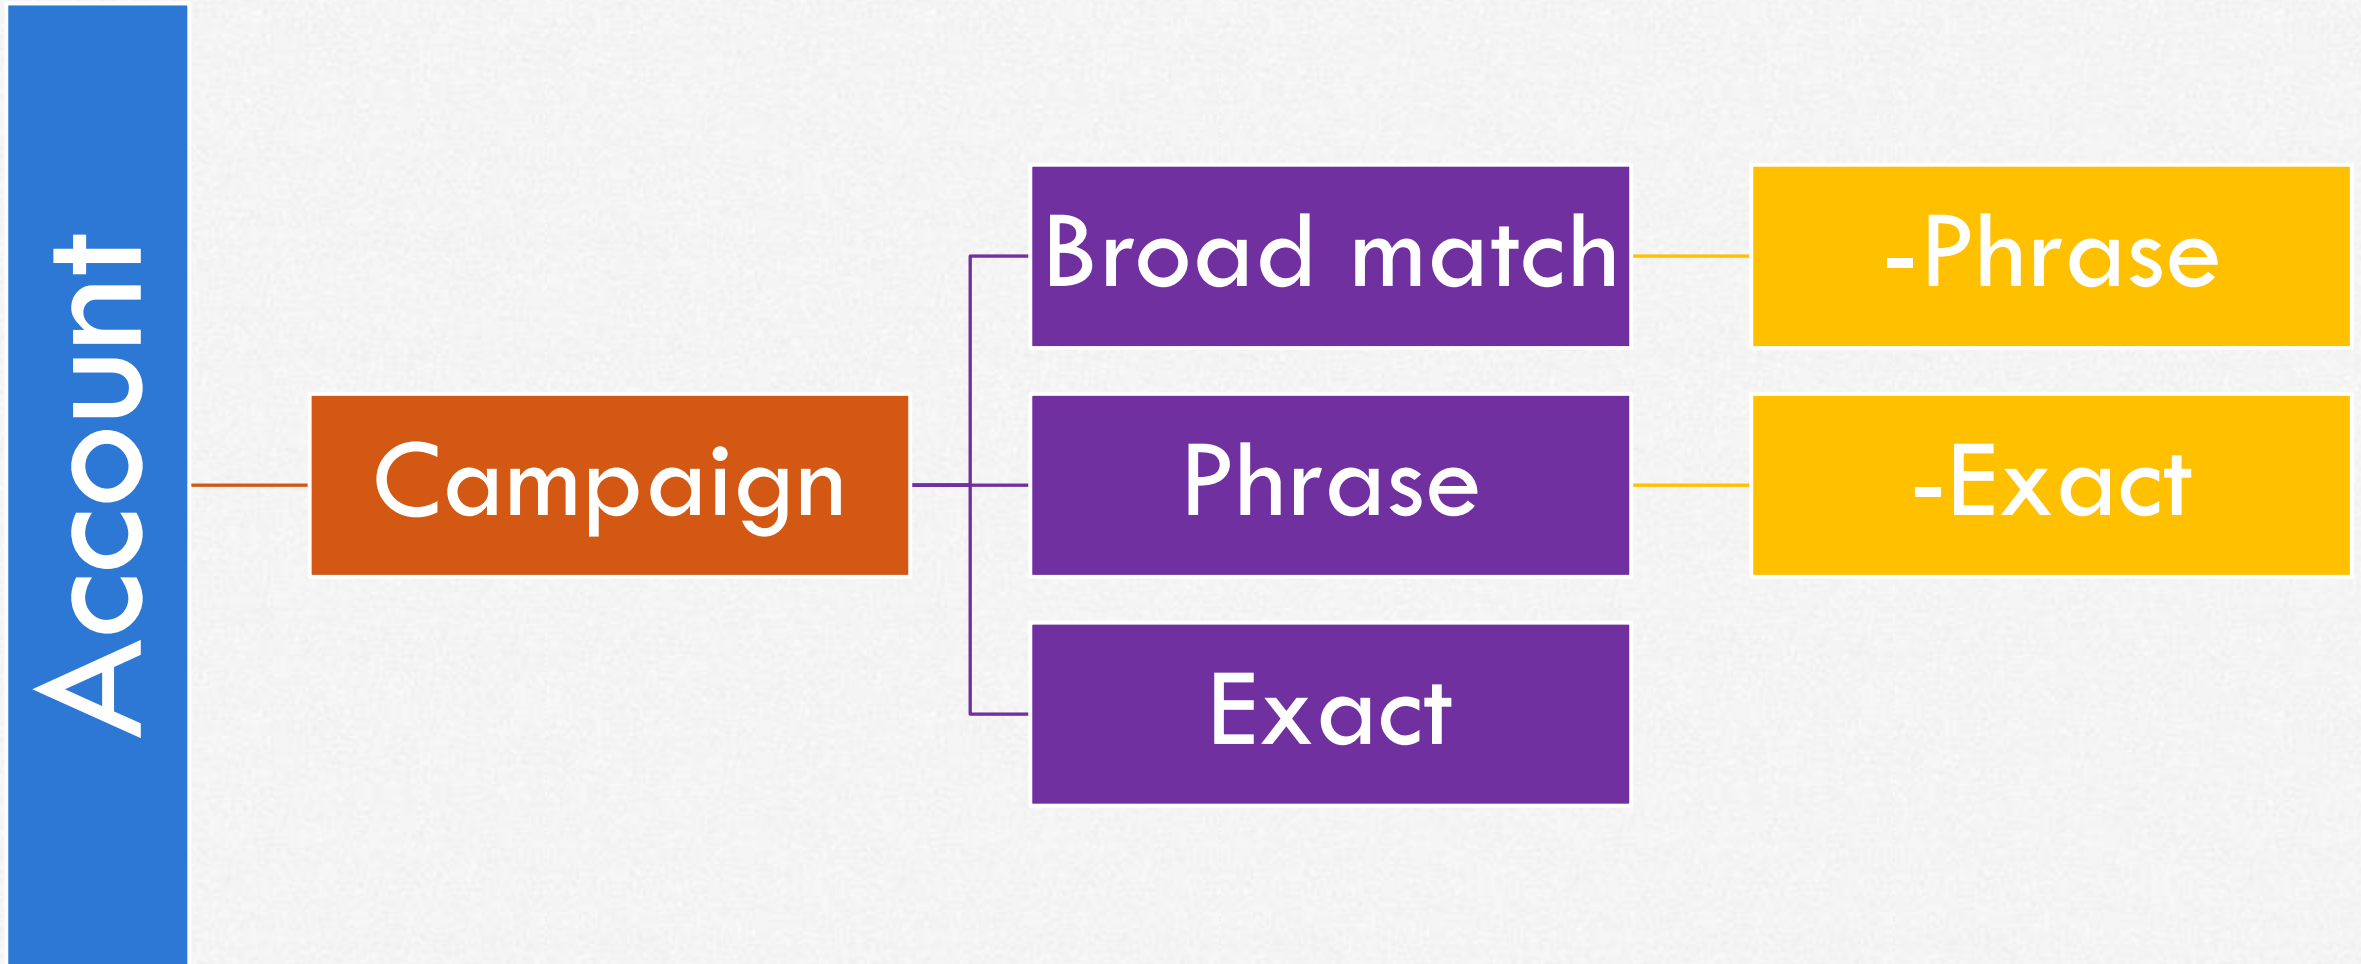 Account
Campaign
Broad match
-Phrase
Phrase
-Exact
Exact